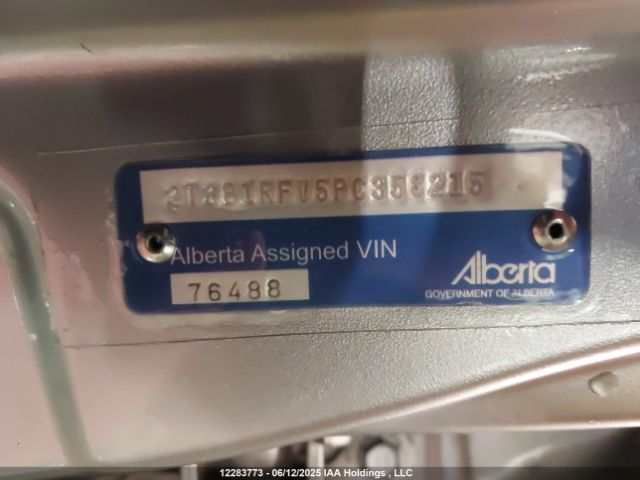 2T3B1RFV5PC358215
Alberta Assigned VIN
76488
Alberta
GOVERNMENT OF ALBERTA
12283773 - 06/12/2025 IAA Holdings , LLC